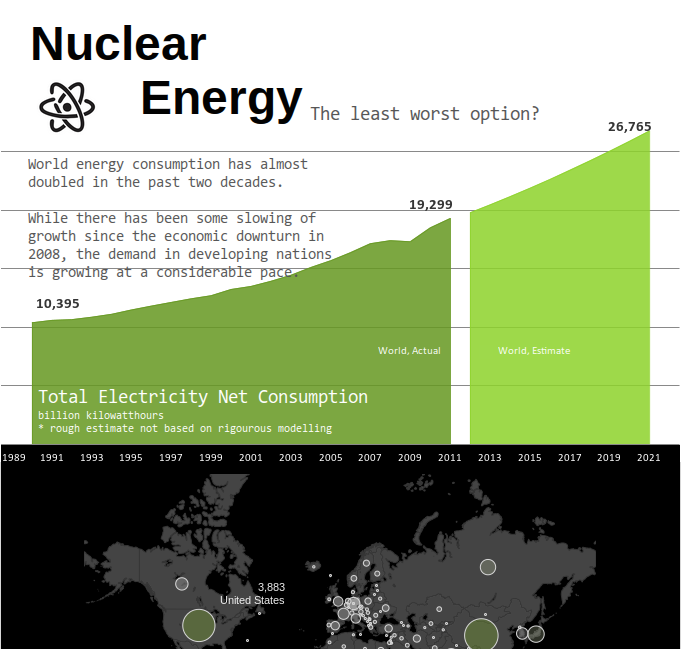 Nuclear
Energy
The least worst option?
26,765
World energy consumption has almost
doubled in the past two decades.
19,299
While there has been some slowing of
growth since the economic downturn in
2008, the demand in developing nations
is growing at a considerable pace.
10,395
World, Actual
World, Estimate
Total Electricity Net Consumption
billion kilowatthours
* rough estimate not based on rigourous modelling
1989 1991 1993 1995 1997 1999 2001 2003 2005 2007 2009 2011 2013 2015 2017 2019 2021
3,883
United States